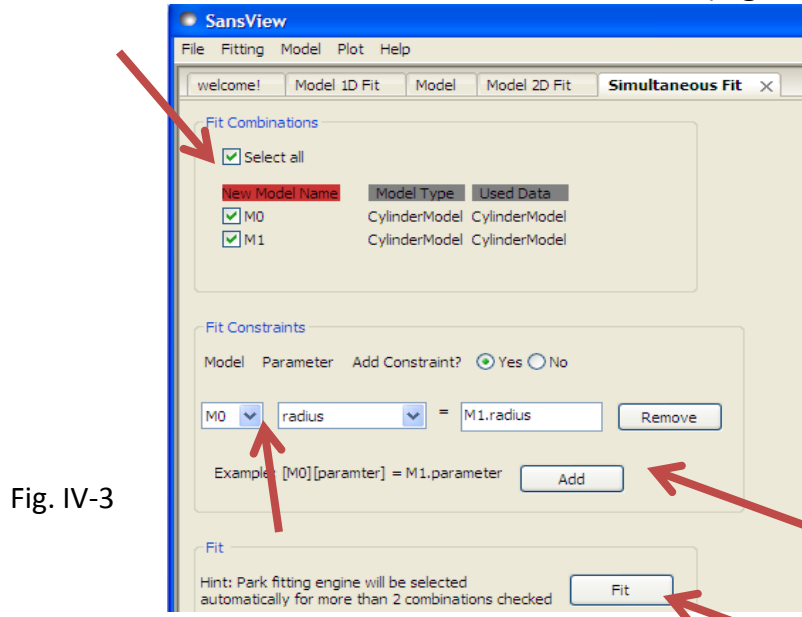 SansView
File Fitting Model Plot Help
welcome! Model 1D Fit Model Model 2D Fit Simultaneous Fit
Fit Combinations
Select all
New Model Name Model Type Used Data
M0 CylinderModel CylinderModel
M1 CylinderModel CylinderModel
Fit Constraints
Model Parameter Add Constraint? Yes No
M0 radius = M1.radius Remove
Example: [M0][paramter] = M1.parameter Add
Fig. IV-3
Fit
Hint: Park fitting engine will be selected
automatically for more than 2 combinations checked Fit